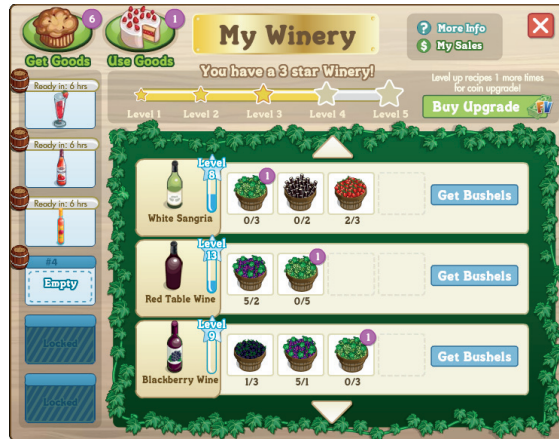 6
1
Get Goods
Use Goods
My Winery
? More Info
$ My Sales
You have a 3 star Winery!
Level up recipes 1 more times
for coin upgrade!
Level 1
Level 2
Level 3
Level 4
Level 5
Buy Upgrade
Ready in: 6 hrs
Ready in: 6 hrs
Ready in: 6 hrs
#4
Empty
Locked
Locked
Level
8
White Sangria
1
0/3
0/2
2/3
Get Bushels
Level
13
Red Table Wine
1
5/2
0/5
Get Bushels
Level
9
Blackberry Wine
1
1/3
5/1
0/3
Get Bushels